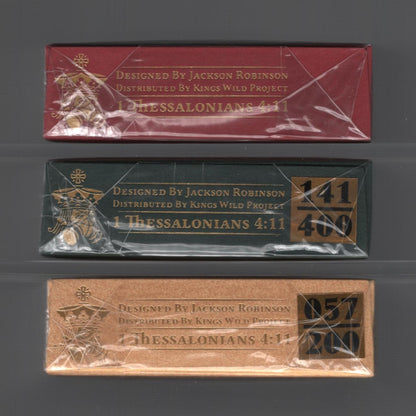 Designed By Jackson Robinson
Distributed By Kings Wild Project
1 Thessalonians 4:11
Designed By Jackson Robinson
Distributed By Kings Wild Project
1 Thessalonians 4:11
141
400
Designed By Jackson Robinson
Distributed By Kings Wild Project
1 Thessalonians 4:11
057
200